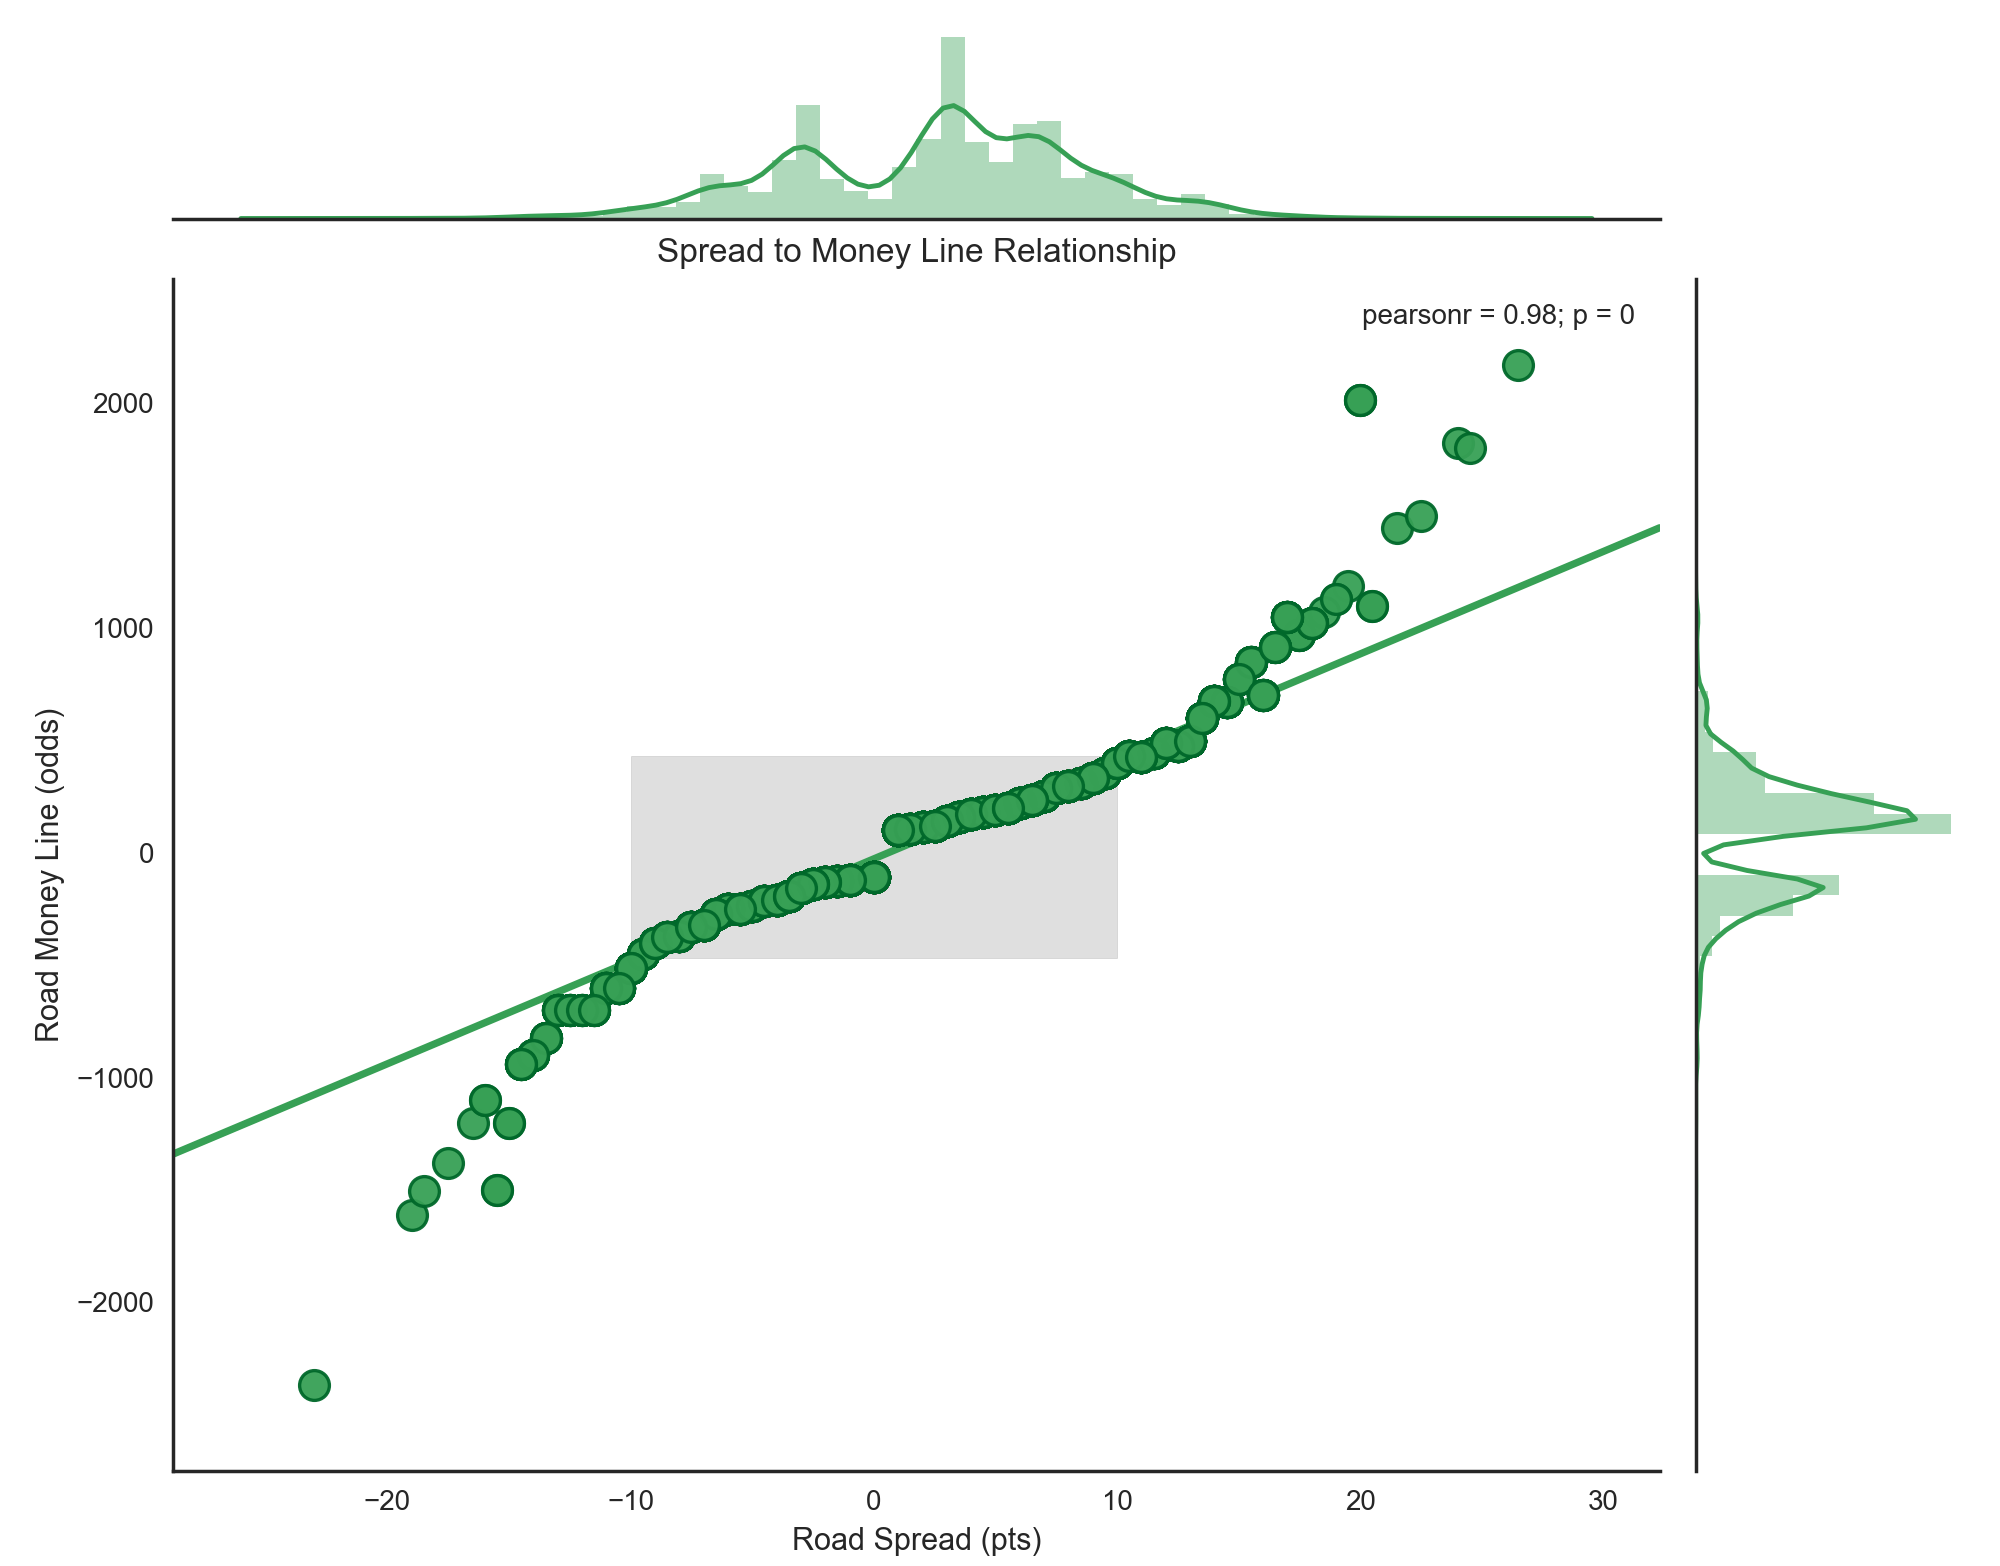 Spread to Money Line Relationship
pearsonr = 0.98; p = 0
2000
1000
0
−1000
−2000
Road Money Line (odds)
−20
−10
0
10
20
30
Road Spread (pts)